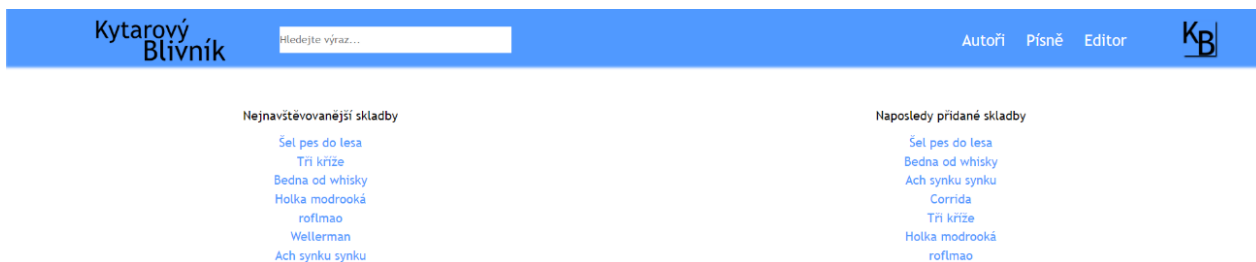 Kytarový
Blivník
Hledejte výraz...
Autoři Písně Editor
KB
Nejnavštěvovanější skladby
Šel pes do lesa
Tři kříže
Bedna od whisky
Holka modrooká
roflmao
Wellerman
Ach synku synku
Naposledy přidané skladby
Šel pes do lesa
Bedna od whisky
Ach synku synku
Corrida
Tři kříže
Holka modrooká
roflmao